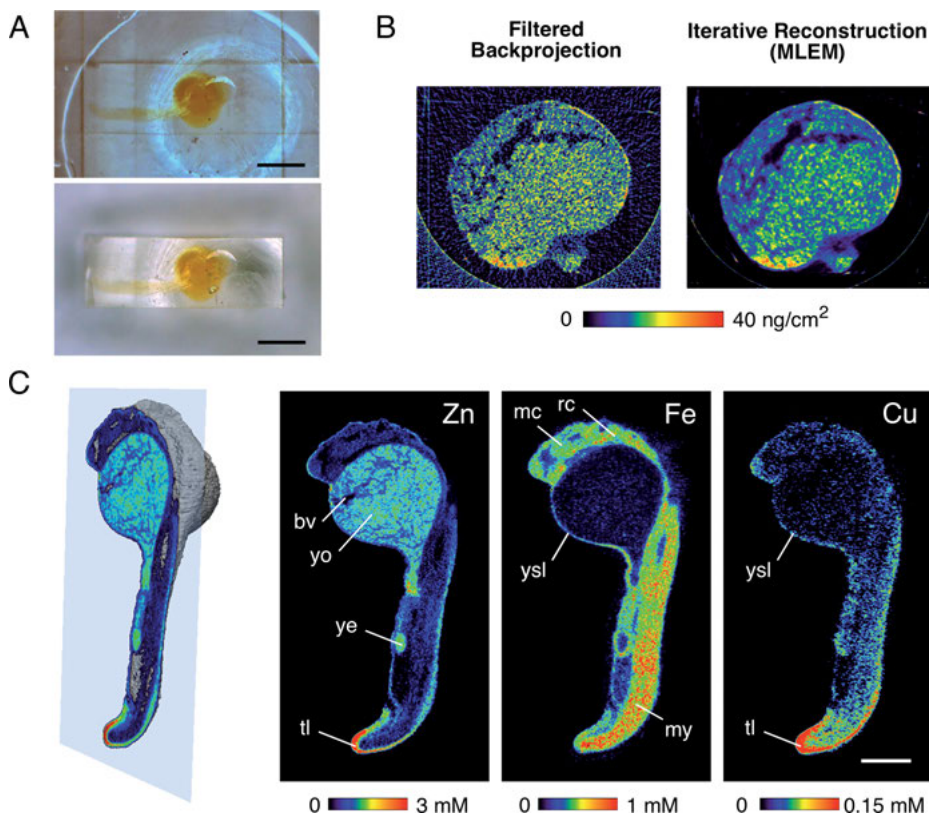 A
B
Filtered
Backprojection
Iterative Reconstruction
(MLEM)
0
40 ng/cm²
C
Zn
Fe
Cu
mc
rc
bv
yo
ysl
ysl
ye
tl
my
tl
0
3 mM
0
1 mM
0
0.15 mM